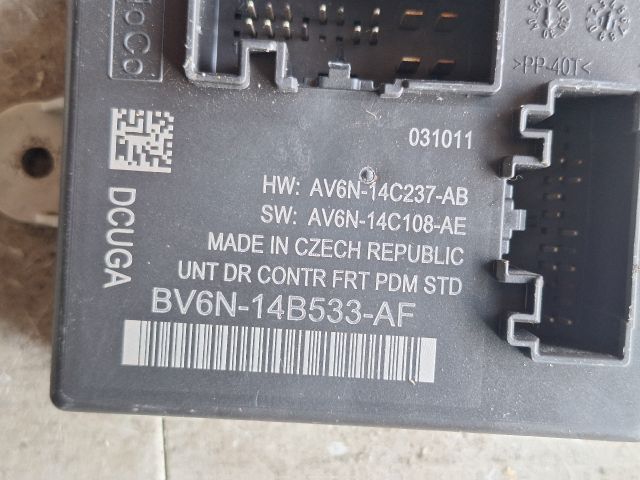 MoCo
>PP-40T<
031011
HW: AV6N-14C237-AB
SW: AV6N-14C108-AE
MADE IN CZECH REPUBLIC
UNT DR CONTR FRT PDM STD
BV6N-14B533-AF
DCUGA